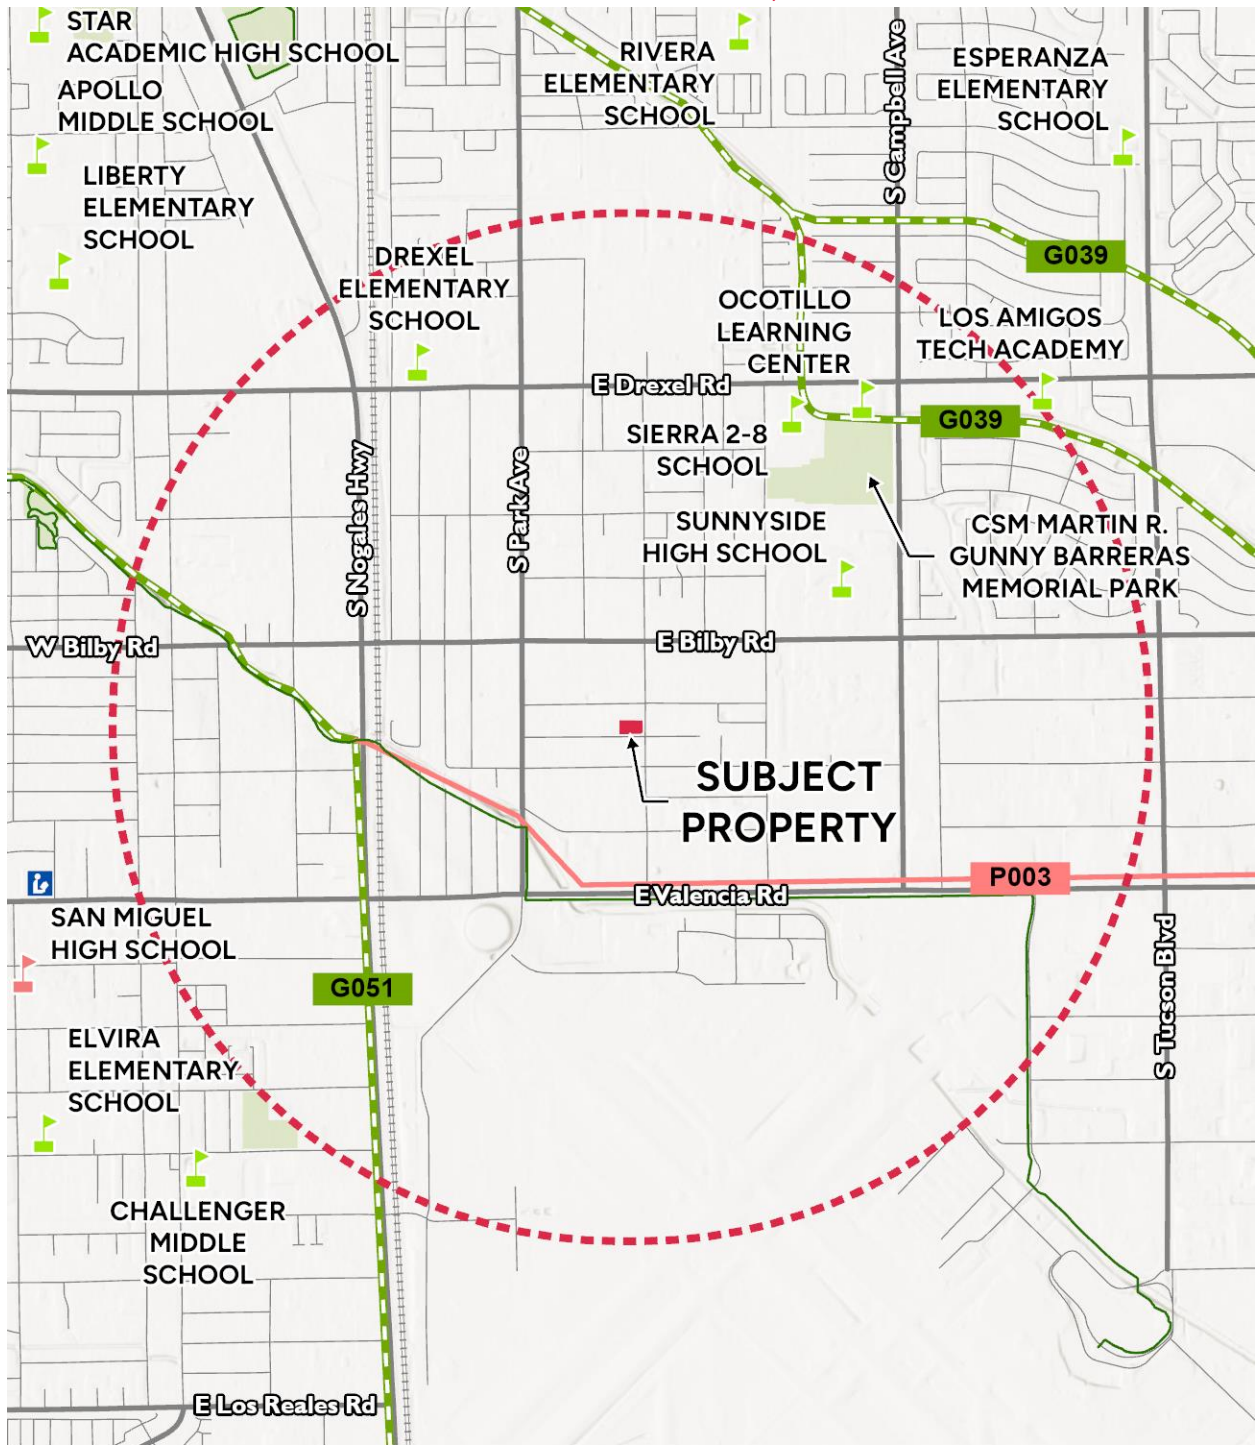 STAR
ACADEMIC HIGH SCHOOL
APOLLO
MIDDLE SCHOOL
LIBERTY
ELEMENTARY
SCHOOL
RIVERA
ELEMENTARY
SCHOOL
S Campbell Ave
ESPERANZA
ELEMENTARY
SCHOOL
G039
DREXEL
ELEMENTARY
SCHOOL
OCOTILLO
LEARNING
CENTER
LOS AMIGOS
TECH ACADEMY
E Drexel Rd
G039
SIERRA 2-8
SCHOOL
S Nogales Hwy
S Park Ave
SUNNYSIDE
HIGH SCHOOL
CSM MARTIN R.
GUNNY BARRERAS
MEMORIAL PARK
W Bilby Rd
E Bilby Rd
SUBJECT
PROPERTY
P003
E Valencia Rd
SAN MIGUEL
HIGH SCHOOL
G051
S Tucson Blvd
ELVIRA
ELEMENTARY
SCHOOL
CHALLENGER
MIDDLE
SCHOOL
E Los Reales Rd